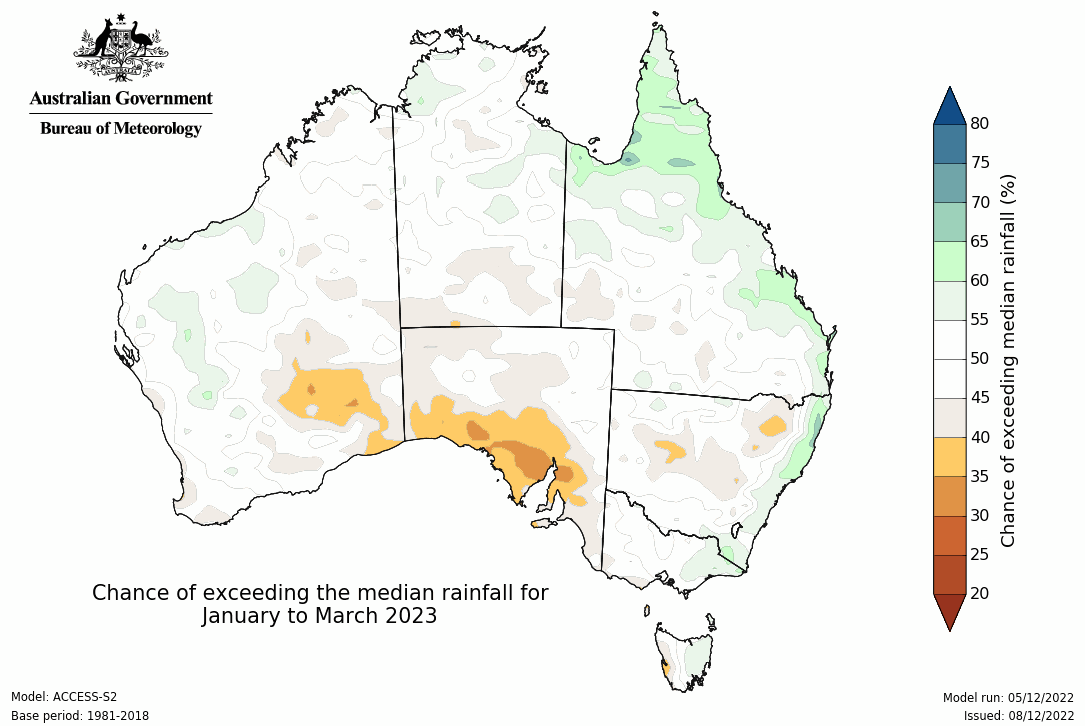 Australian Government
Bureau of Meteorology
80
75
70
65
60
55
50
45
40
35
30
25
20
Chance of exceeding median rainfall (%)
Chance of exceeding the median rainfall for
January to March 2023
Model: ACCESS-S2
Base period: 1981-2018
Model run: 05/12/2022
Issued: 08/12/2022